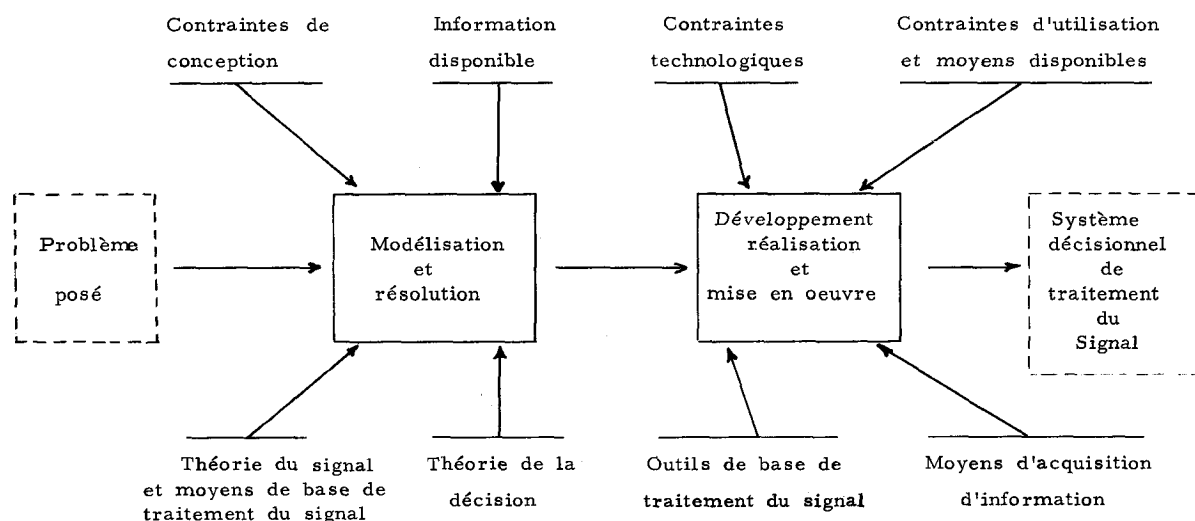 Contraintes de
conception
Information
disponible
Contraintes
technologiques
Contraintes d'utilisation
et moyens disponibles
Problème
posé
Modélisation
et
résolution
Développement
réalisation
et
mise en oeuvre
Système
décisionnel
de
traitement
du
Signal
Théorie du signal
et moyens de base de
traitement du signal
Théorie de la
décision
Outils de base de
traitement du signal
Moyens d'acquisition
d'information